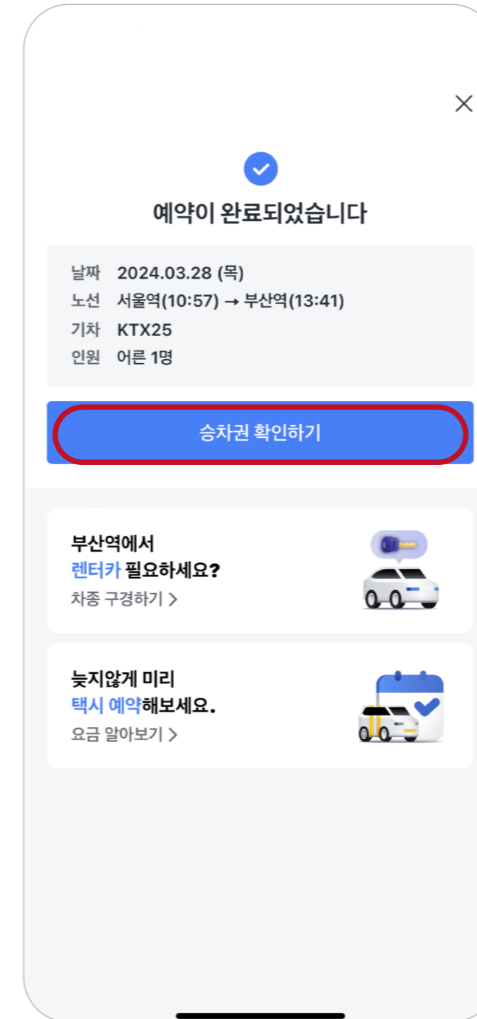 예약이 완료되었습니다
날짜 2024.03.28 (목)
노선 서울역(10:57) → 부산역(13:41)
기차 KTX25
인원 어른 1명
승차권 확인하기
부산역에서
렌터카 필요하세요?
차종 구경하기 >
늦지않게 미리
택시 예약해보세요.
요금 알아보기 >